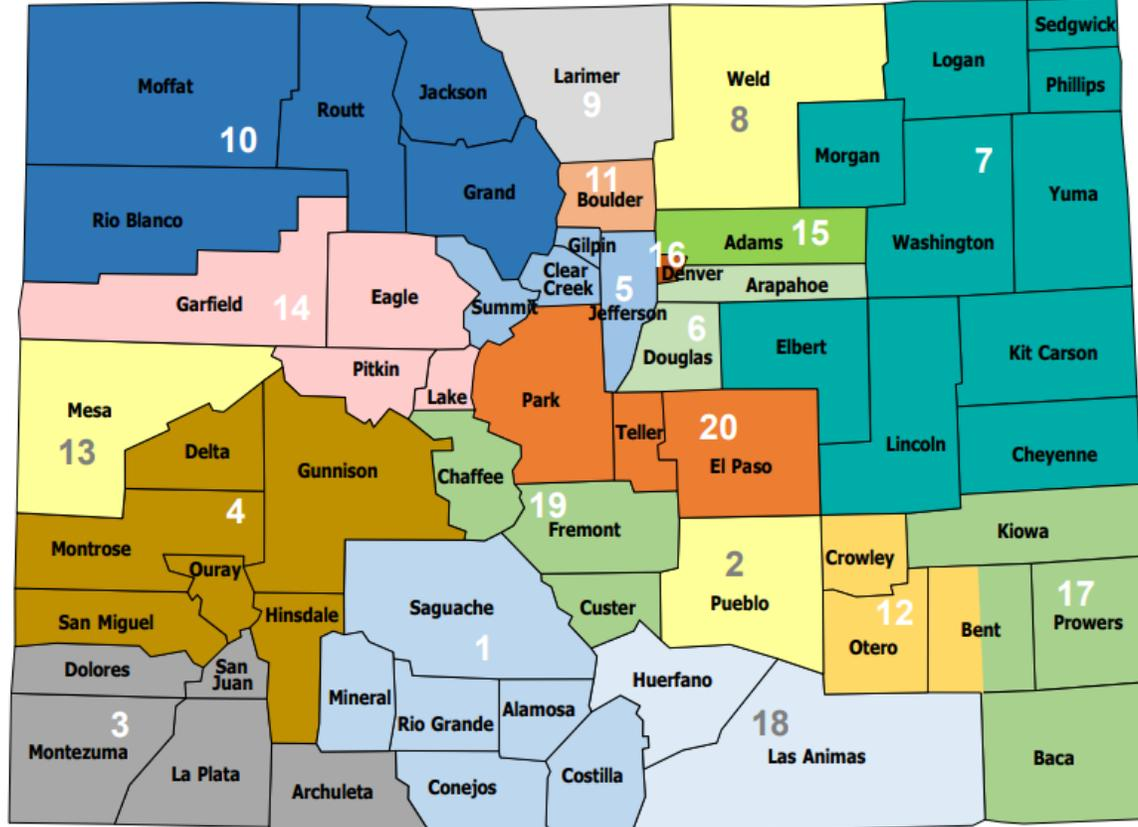 Sedgwick
Logan
Larimer
Weld
Moffat
Jackson
Phillips
Routt
9
8
10
Morgan
7
11
Grand
Boulder
Yuma
Rio Blanco
15
Adams
Washington
Gilpin
16
Clear
Creek
Denver
Arapahoe
5
Eagle
Garfield
14
Summit
Jefferson
6
Elbert
Douglas
Kit Carson
Pitkin
Lake
Park
Mesa
20
Teller
13
Delta
Lincoln
Cheyenne
Gunnison
El Paso
Chaffee
4
19
Fremont
Kiowa
Montrose
Crowley
Ouray
2
17
Pueblo
Saguache
Custer
12
Hinsdale
San Miguel
Prowers
Bent
Otero
1
Dolores
San
Juan
Huerfano
Mineral
Alamosa
Rio Grande
3
18
Montezuma
Las Animas
Baca
La Plata
Costilla
Conejos
Archuleta